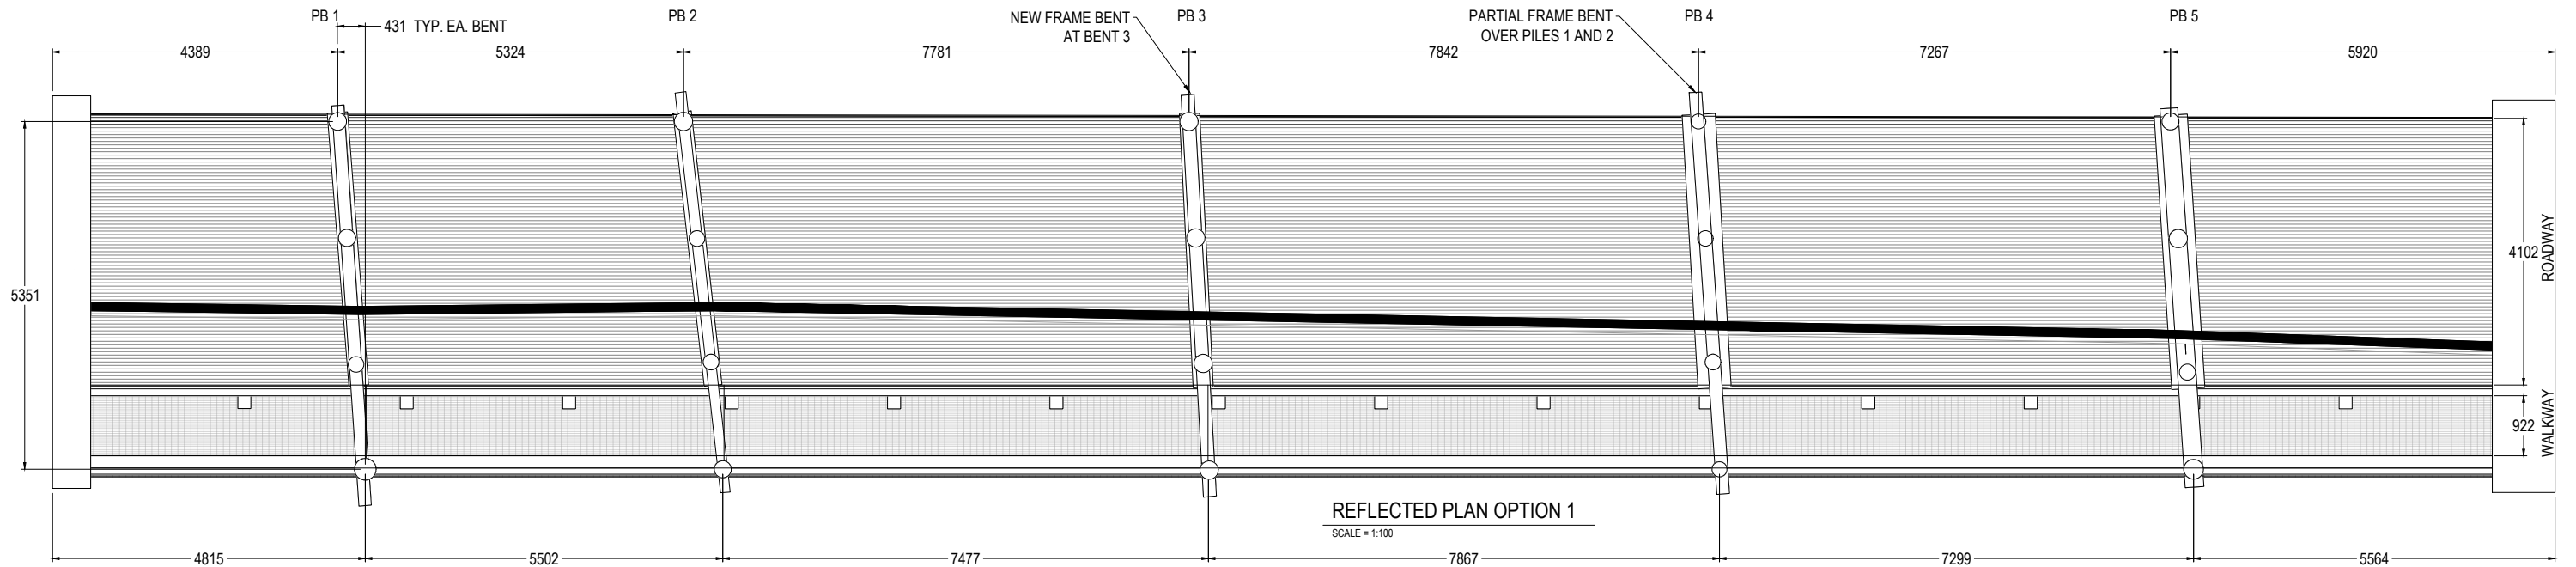 PB 1
PB 2
PB 3
PB 4
PB 5
431 TYP. EA. BENT
NEW FRAME BENT
AT BENT 3
PARTIAL FRAME BENT
OVER PILES 1 AND 2
4389
5324
7781
7842
7267
5920
5351
4102
ROADWAY
922
WALKWAY
REFLECTED PLAN OPTION 1
SCALE = 1:100
4815
5502
7477
7867
7299
5564